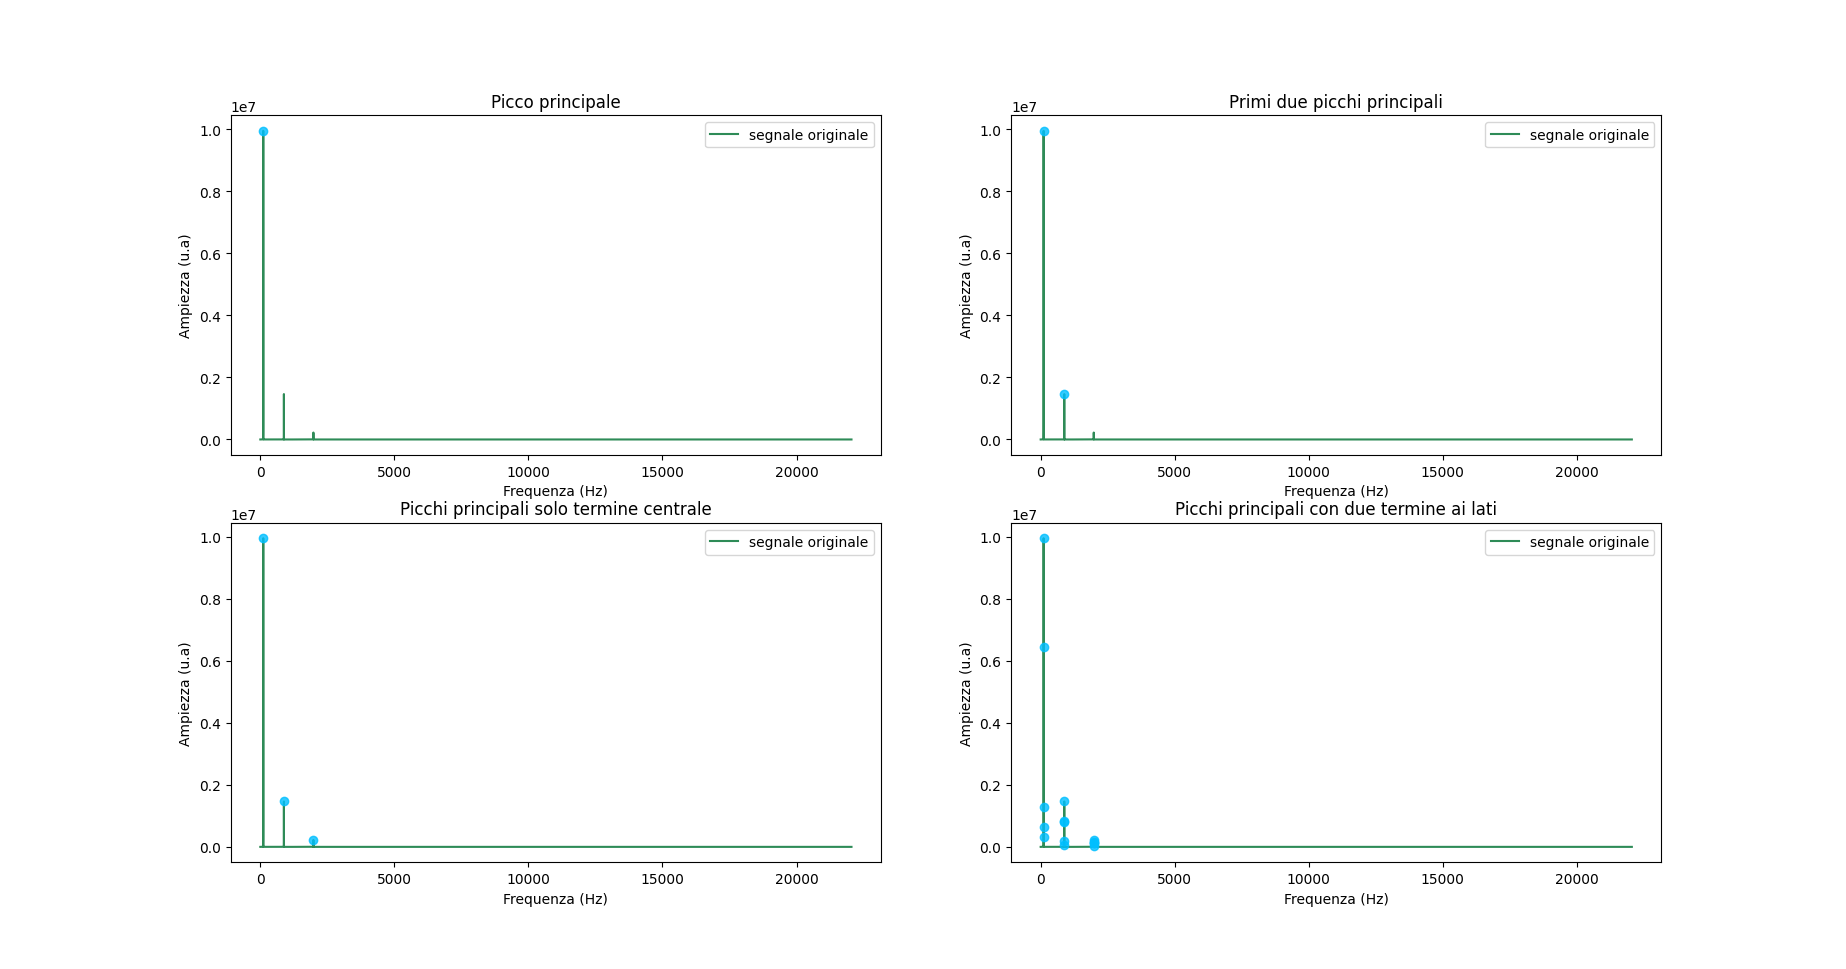 Picco principale
1e7
segnale originale
1.0
0.8
0.6
0.4
0.2
0.0
Ampiezza (u.a)
0 5000 10000 15000 20000
Frequenza (Hz)
Primi due picchi principali
1e7
segnale originale
1.0
0.8
0.6
0.4
0.2
0.0
Ampiezza (u.a)
0 5000 10000 15000 20000
Frequenza (Hz)
Picchi principali solo termine centrale
1e7
segnale originale
1.0
0.8
0.6
0.4
0.2
0.0
Ampiezza (u.a)
0 5000 10000 15000 20000
Frequenza (Hz)
Picchi principali con due termine ai lati
1e7
segnale originale
1.0
0.8
0.6
0.4
0.2
0.0
Ampiezza (u.a)
0 5000 10000 15000 20000
Frequenza (Hz)